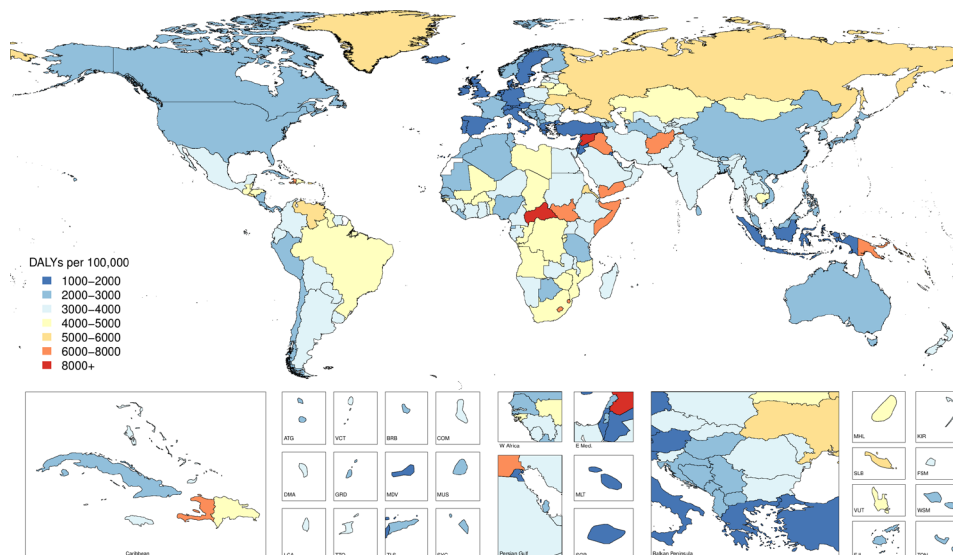 DALYs per 100,000
1000–2000
2000–3000
3000–4000
4000–5000
5000–6000
6000–8000
8000+
ATG
VCT
BRB
COM
W Africa
E Med.
MHL
KIR
DMA
GRD
MDV
MUS
MLT
SLB
FSM
VUT
WSM
Caribbean
Persian Gulf
Balkan Peninsula